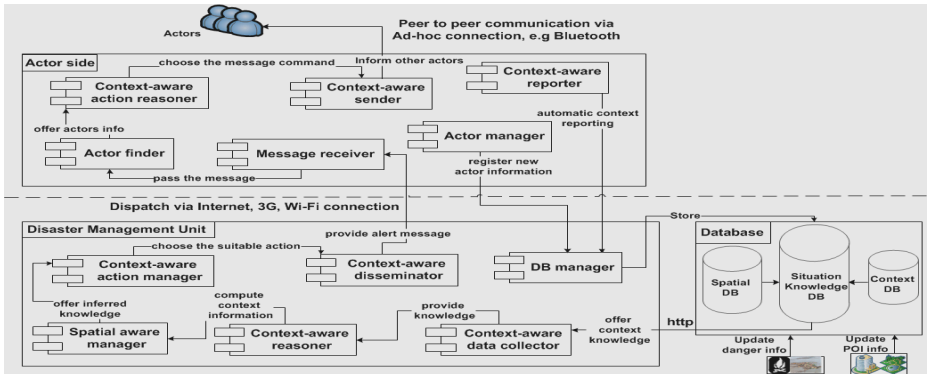 Actors
Peer to peer communication via
Ad-hoc connection, e.g Bluetooth
Actor side
choose the message command
Inform other actors
Context-aware
action reasoner
Context-aware
sender
Context-aware
reporter
offer actors info
automatic context
reporting
Actor finder
Message receiver
Actor manager
pass the message
register new
actor information
Dispatch via Internet, 3G, Wi-Fi connection
Disaster Management Unit
provide alert message
Store
Database
choose the suitable action
Context-aware
action manager
Context-aware
disseminator
DB manager
Spatial
DB
Situation
Knowledge
DB
Context
DB
offer inferred
knowledge
compute
context
information
provide
knowledge
offer
context
knowledge
http
Spatial aware
manager
Context-aware
reasoner
Context-aware
data collector
Update
danger info
Update
POI info